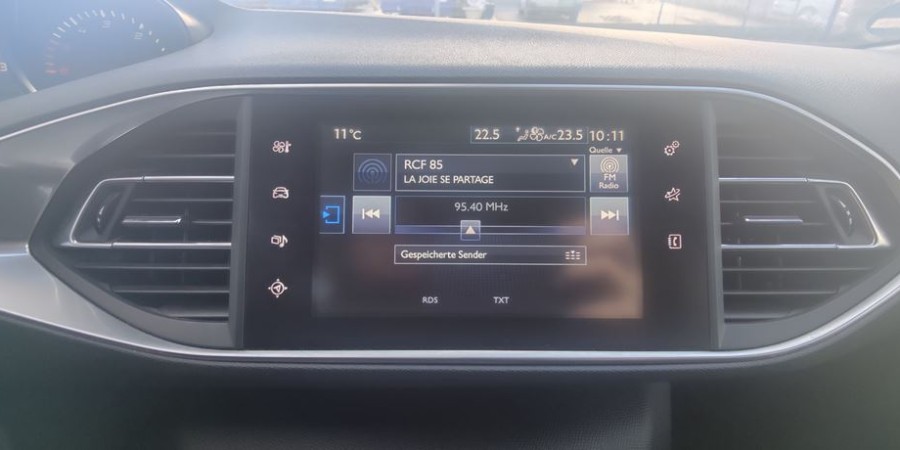 11°C
22.5 A/C 23.5 10:11
Quelle
RCF 85
LA JOIE SE PARTAGE
FM
Radio
95.40 MHz
Gespeicherte Sender
RDS TXT